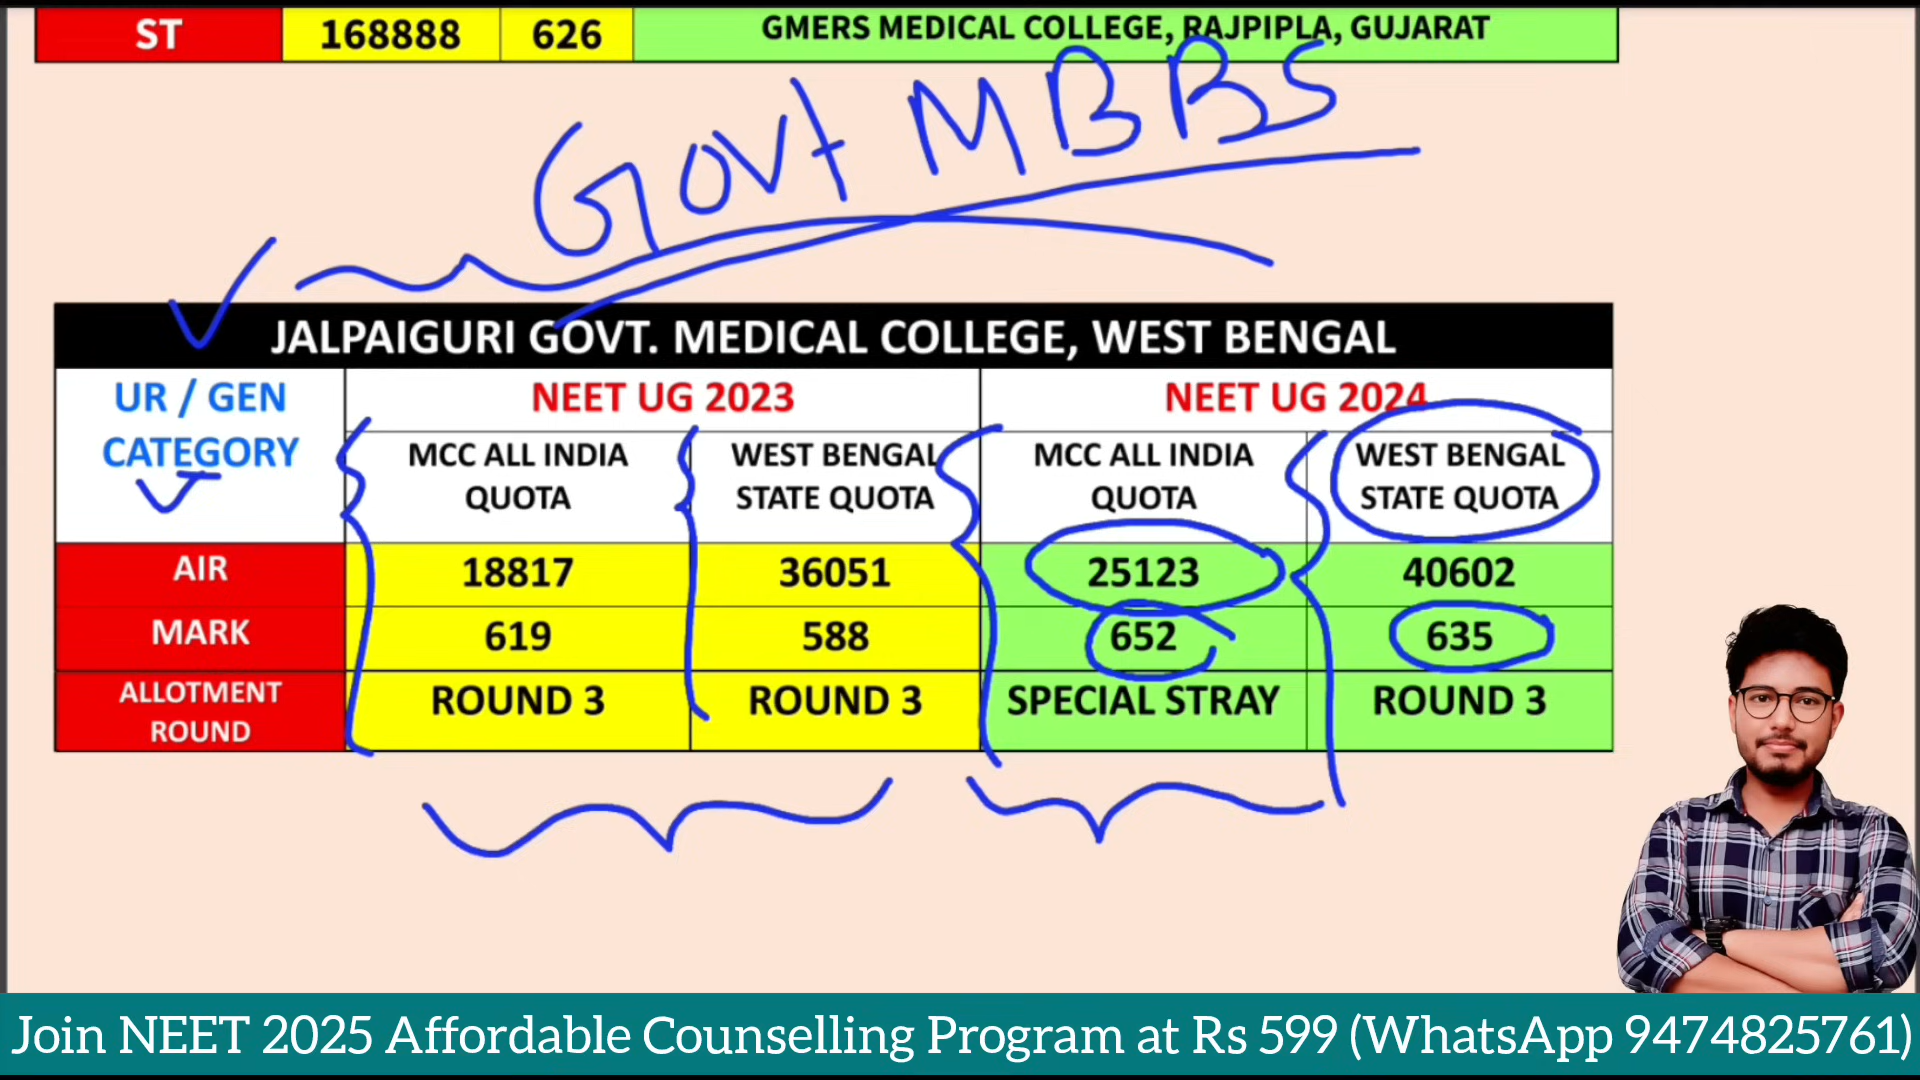 ST 168888 626 GMERS MEDICAL COLLEGE, RAJPIPLA, GUJARAT
Govt MBBS
JALPAIGURI GOVT. MEDICAL COLLEGE, WEST BENGAL
UR / GEN CATEGORY
NEET UG 2023 NEET UG 2024
MCC ALL INDIA QUOTA
WEST BENGAL STATE QUOTA
MCC ALL INDIA QUOTA
WEST BENGAL STATE QUOTA
AIR 18817 36051 25123 40602
MARK 619 588 652 635
ALLOTMENT ROUND
ROUND 3 ROUND 3 SPECIAL STRAY ROUND 3
Join NEET 2025 Affordable Counselling Program at Rs 599 (WhatsApp 9474825761)